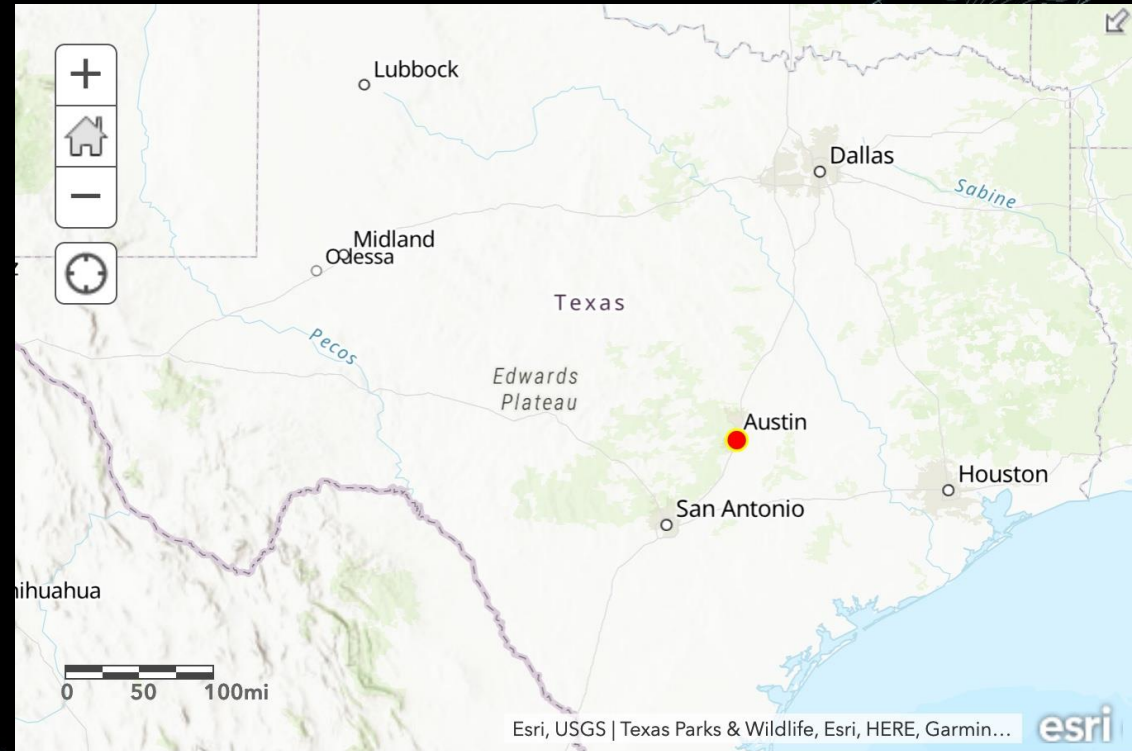 +
Lubbock
Dallas
Sabine
−
Midland
Odessa
Texas
Pecos
Edwards
Plateau
Austin
Houston
San Antonio
hihuahua
0 50 100mi
Esri, USGS | Texas Parks & Wildlife, Esri, HERE, Garmin...
esri